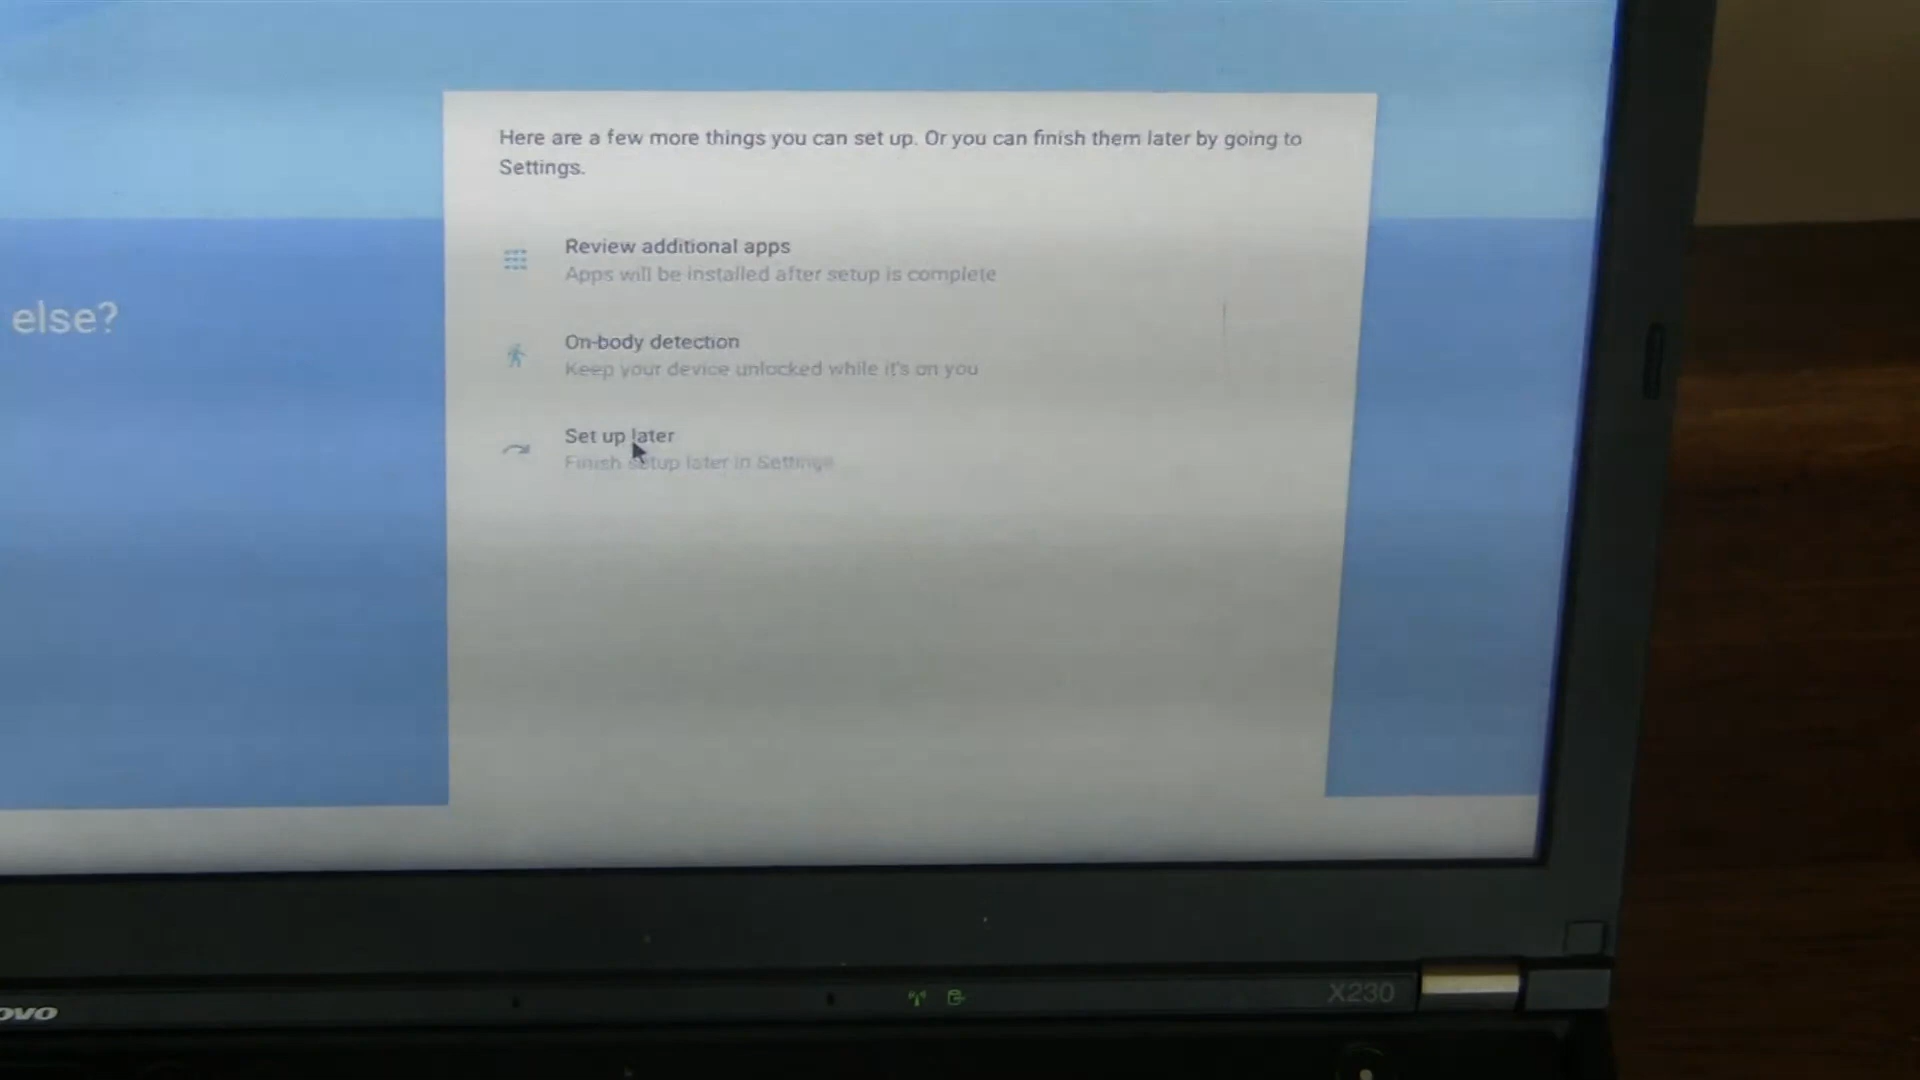 Here are a few more things you can set up. Or you can finish them later by going to
Settings.
Review additional apps
Apps will be installed after setup is complete
else?
On-body detection
Keep your device unlocked while it's on you
Set up later
Finish setup later in Settings
X230
ovo